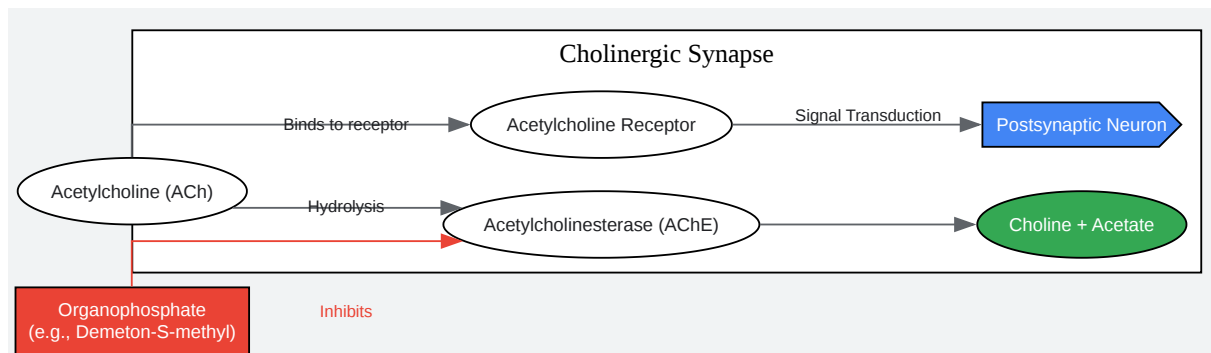 Cholinergic Synapse
Binds to receptor
Acetylcholine Receptor
Signal Transduction
Postsynaptic Neuron
Acetylcholine (ACh)
Hydrolysis
Acetylcholinesterase (AChE)
Choline + Acetate
Organophosphate
(e.g., Demeton-S-methyl)
Inhibits